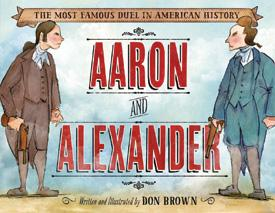 THE MOST FAMOUS DUEL IN AMERICAN HISTORY
AARON
AND
ALEXANDER
Written and Illustrated by DON BROWN